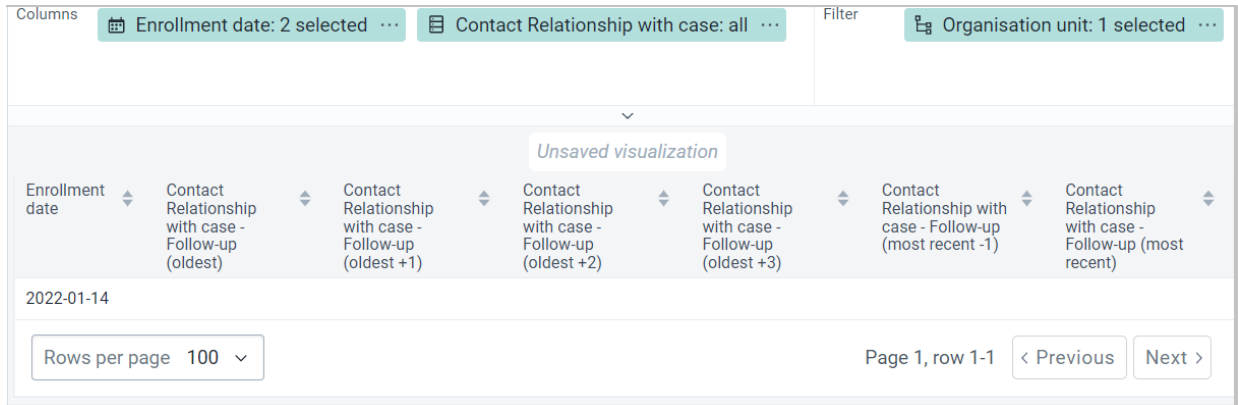 Columns
Enrollment date: 2 selected ···
Contact Relationship with case: all ···
Filter
Organisation unit: 1 selected ···
Unsaved visualization
Enrollment
date
Contact
Relationship
with case -
Follow-up
(oldest)
Contact
Relationship
with case -
Follow-up
(oldest +1)
Contact
Relationship
with case -
Follow-up
(oldest +2)
Contact
Relationship
with case -
Follow-up
(oldest +3)
Contact
Relationship with
case - Follow-up
(most recent -1)
Contact
Relationship
with case -
Follow-up (most
recent)
2022-01-14
Rows per page 100
Page 1, row 1-1
Previous
Next